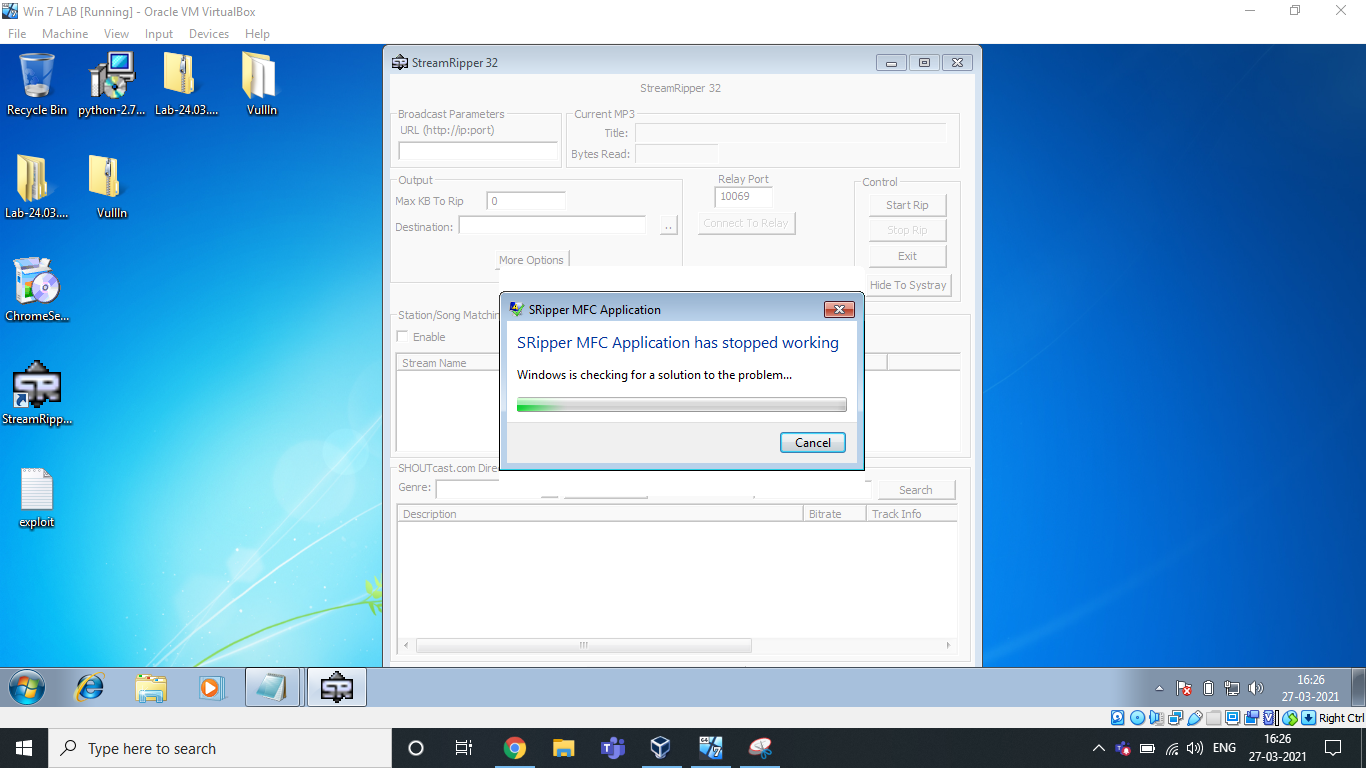 Win 7 LAB [Running] - Oracle VM VirtualBox
File Machine View Input Devices Help
Recycle Bin
python-2.7...
Lab-24.03....
VulIn
Lab-24.03....
VulIn
ChromeSe...
StreamRipp...
exploit
StreamRipper 32
StreamRipper 32
Broadcast Parameters
URL (http://ip:port)
Current MP3
Title:
Bytes Read:
Output
Max KB To Rip
0
Destination:
..
More Options
Relay Port
10069
Connect To Relay
Control
Start Rip
Stop Rip
Exit
Hide To Systray
Station/Song Matchin
Enable
Stream Name
SRipper MFC Application
SRipper MFC Application has stopped working
Windows is checking for a solution to the problem...
Cancel
SHOUTcast.com Dire
Genre:
Search
Description Bitrate Track Info
16:26
27-03-2021
Right Ctrl
Type here to search
64
7
ENG
16:26
27-03-2021